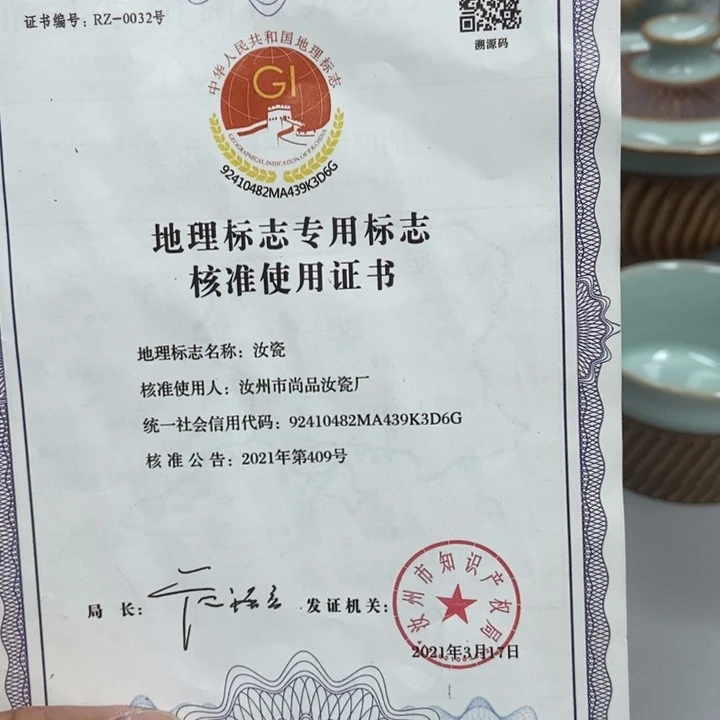 证书编号：RZ-0032号
溯源码
中华人民共和国地理标志
GI
GEOGRAPHICAL INDICATION OF P.R.CHINA
92410482MA439K3D6G
地理标志专用标志
核准使用证书
地理标志名称：汝瓷
核准使用人：汝州市尚品汝瓷厂
统一社会信用代码：92410482MA439K3D6G
核准公告：2021年第409号
局长：
发证机关：
汝州市知识产权局
2021年3月17日